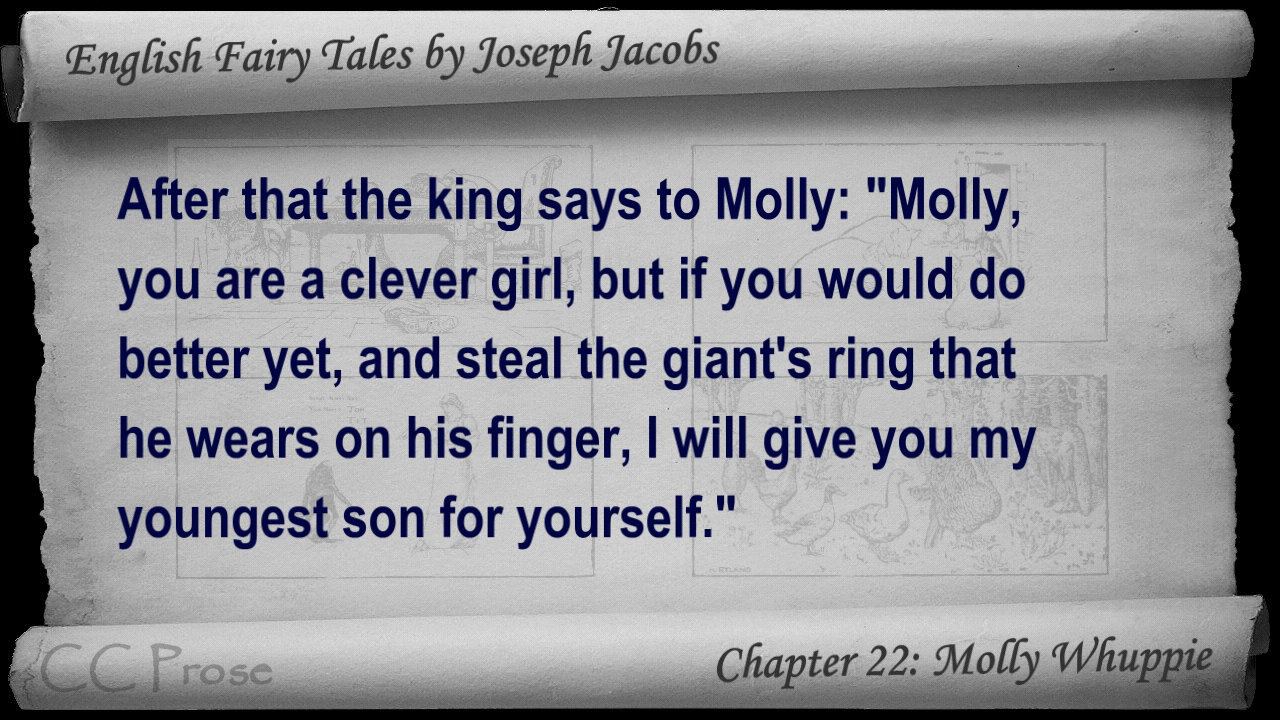 English Fairy Tales by Joseph Jacobs
After that the king says to Molly: "Molly,
you are a clever girl, but if you would do
better yet, and steal the giant's ring that
he wears on his finger, I will give you my
youngest son for yourself."
CC Prose
Chapter 22: Molly Whuppie